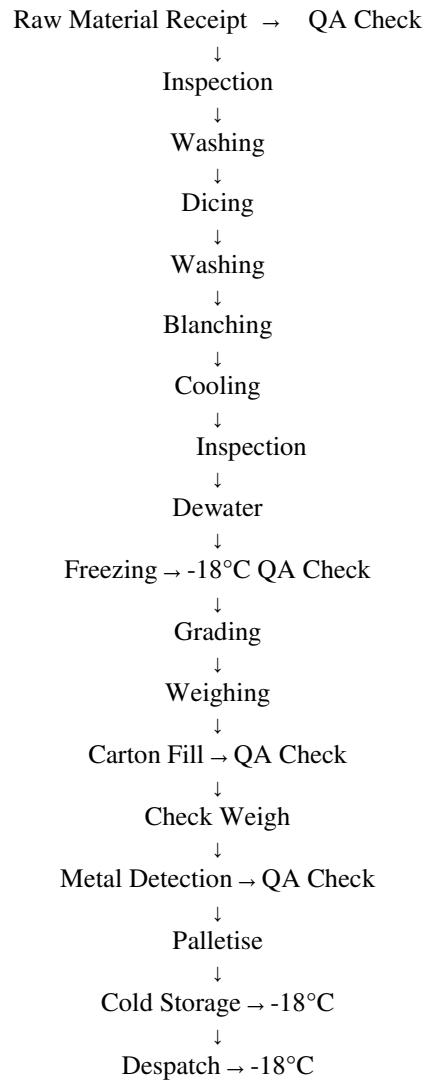 Raw Material Receipt → QA Check
↓
Inspection
↓
Washing
↓
Dicing
↓
Washing
↓
Blanching
↓
Cooling
↓
Inspection
↓
Dewater
↓
Freezing → -18°C QA Check
↓
Grading
↓
Weighing
↓
Carton Fill → QA Check
↓
Check Weigh
↓
Metal Detection → QA Check
↓
Palletise
↓
Cold Storage → -18°C
↓
Despatch → -18°C